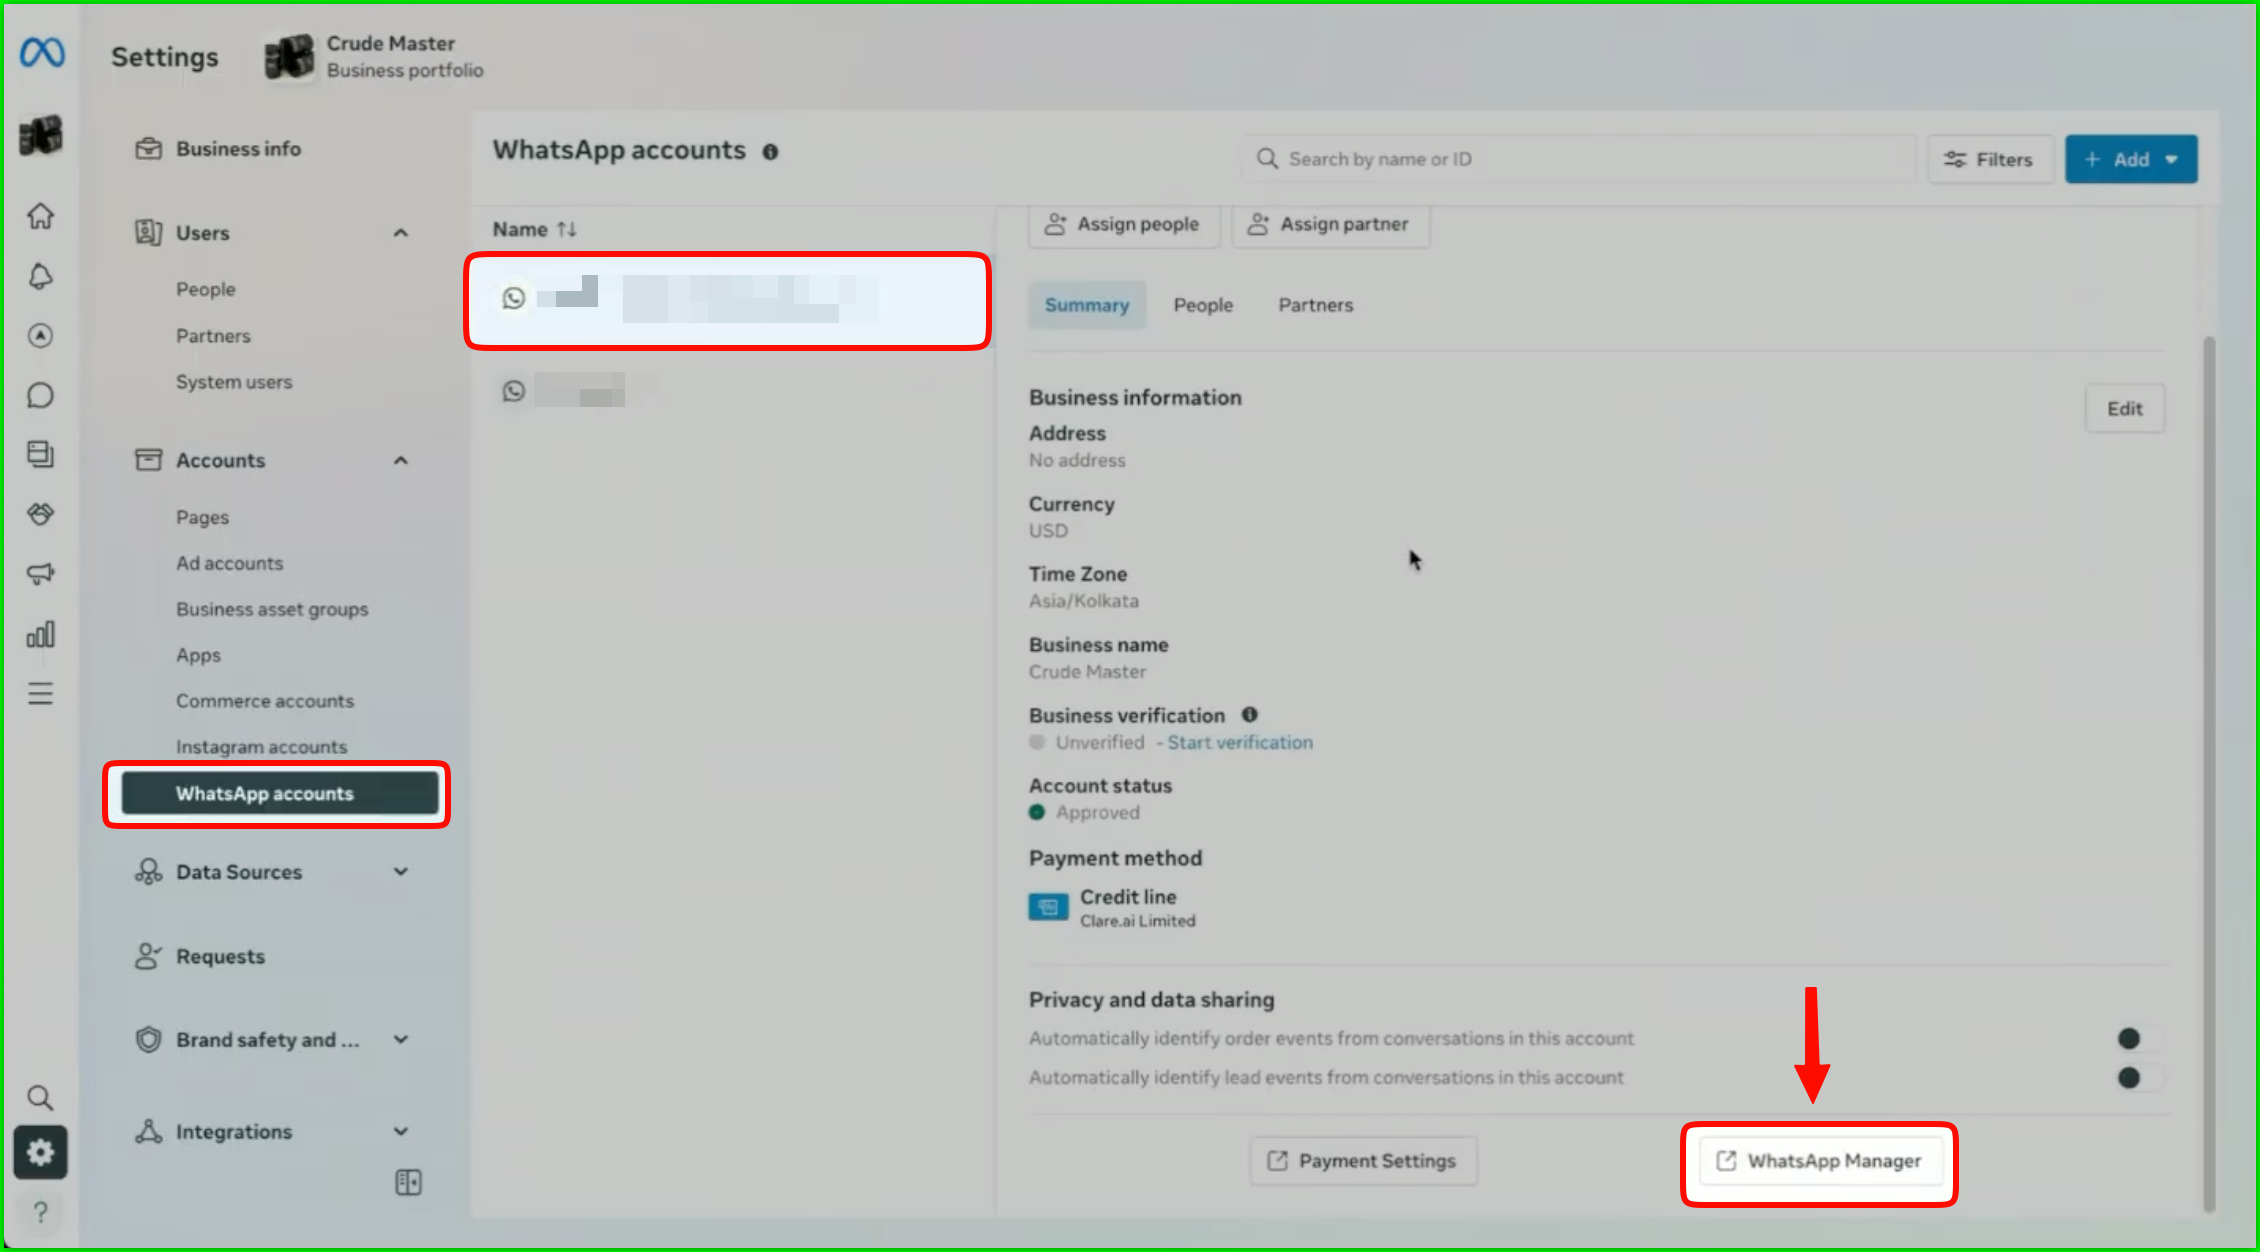 Settings
Crude Master
Business portfolio
Business info
Users
People
Partners
System users
Accounts
Pages
Ad accounts
Business asset groups
Apps
Commerce accounts
Instagram accounts
WhatsApp accounts
Data Sources
Requests
Brand safety and ...
Integrations
?
WhatsApp accounts
Search by name or ID
Filters
+ Add
Name
Assign people
Assign partner
Summary
People
Partners
Business information
Edit
Address
No address
Currency
USD
Time Zone
Asia/Kolkata
Business name
Crude Master
Business verification
Unverified - Start verification
Account status
Approved
Payment method
Credit line
Clare.ai Limited
Privacy and data sharing
Automatically identify order events from conversations in this account
Automatically identify lead events from conversations in this account
Payment Settings
WhatsApp Manager